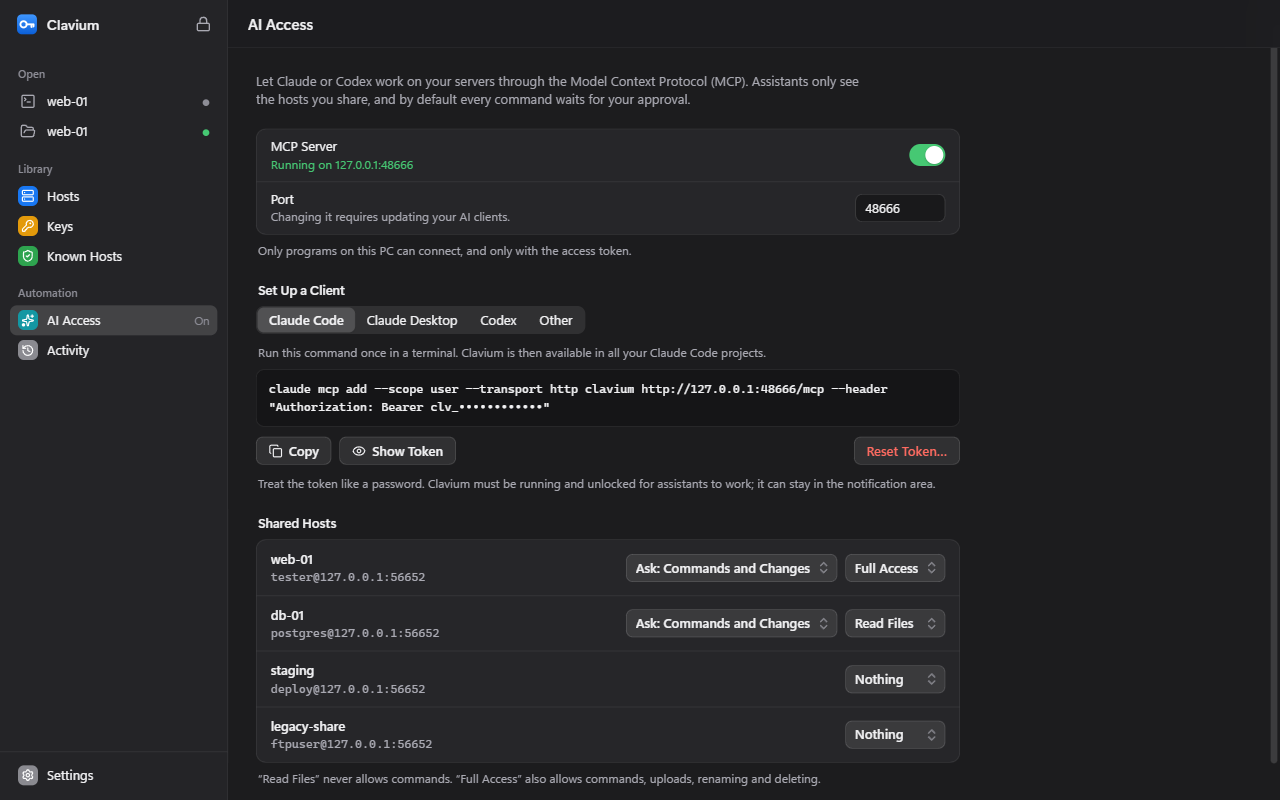 Clavium
Open
web-01
web-01
Library
Hosts
Keys
Known Hosts
Automation
AI Access On
Activity
Settings
AI Access
Let Claude or Codex work on your servers through the Model Context Protocol (MCP). Assistants only see
the hosts you share, and by default every command waits for your approval.
MCP Server
Running on 127.0.0.1:48666
Port
Changing it requires updating your AI clients.
48666
Only programs on this PC can connect, and only with the access token.
Set Up a Client
Claude Code Claude Desktop Codex Other
Run this command once in a terminal. Clavium is then available in all your Claude Code projects.
claude mcp add --scope user --transport http clavium http://127.0.0.1:48666/mcp --header
"Authorization: Bearer clv_••••••••••••"
Copy Show Token Reset Token...
Treat the token like a password. Clavium must be running and unlocked for assistants to work; it can stay in the notification area.
Shared Hosts
web-01
tester@127.0.0.1:56652
Ask: Commands and Changes Full Access
db-01
postgres@127.0.0.1:56652
Ask: Commands and Changes Read Files
staging
deploy@127.0.0.1:56652
Nothing
legacy-share
ftpuser@127.0.0.1:56652
Nothing
“Read Files” never allows commands. “Full Access” also allows commands, uploads, renaming and deleting.